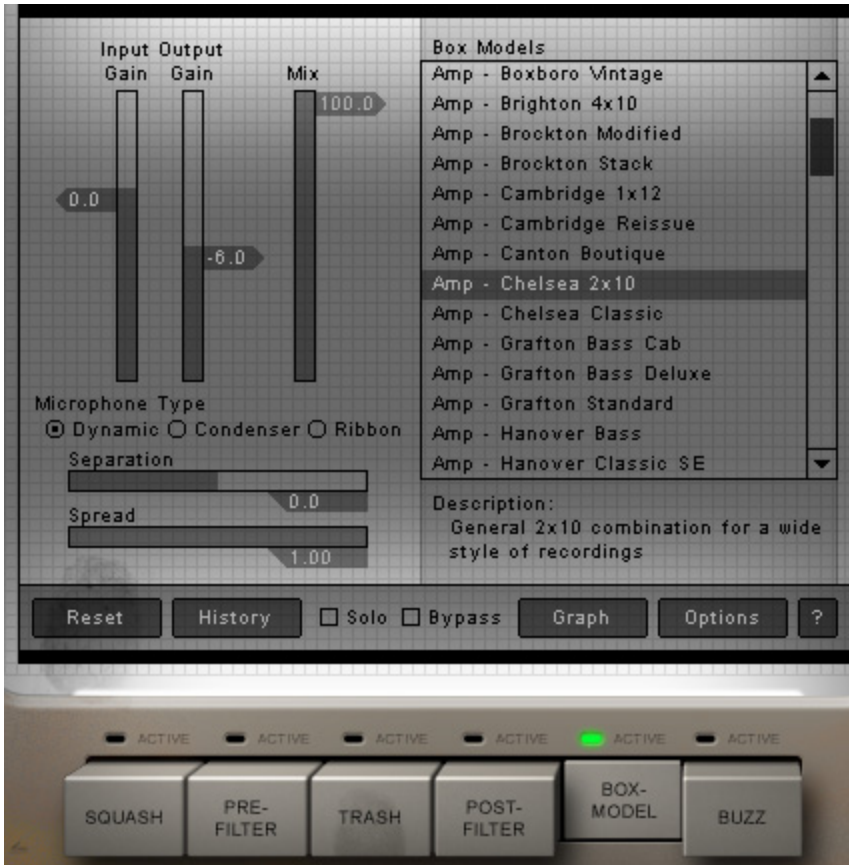 Input Output
Gain Gain Mix
100.0
0.0
-6.0
Microphone Type
Dynamic Condenser Ribbon
Separation
0.0
Spread
1.00
Box Models
Amp - Boxboro Vintage
Amp - Brighton 4x10
Amp - Brockton Modified
Amp - Brockton Stack
Amp - Cambridge 1x12
Amp - Cambridge Reissue
Amp - Canton Boutique
Amp - Chelsea 2x10
Amp - Chelsea Classic
Amp - Grafton Bass Cab
Amp - Grafton Bass Deluxe
Amp - Grafton Standard
Amp - Hanover Bass
Amp - Hanover Classic SE
Description:
General 2x10 combination for a wide
style of recordings
Reset History Solo Bypass Graph Options ?
ACTIVE ACTIVE ACTIVE ACTIVE ACTIVE ACTIVE
SQUASH
PRE-
FILTER
TRASH
POST-
FILTER
BOX-
MODEL
BUZZ